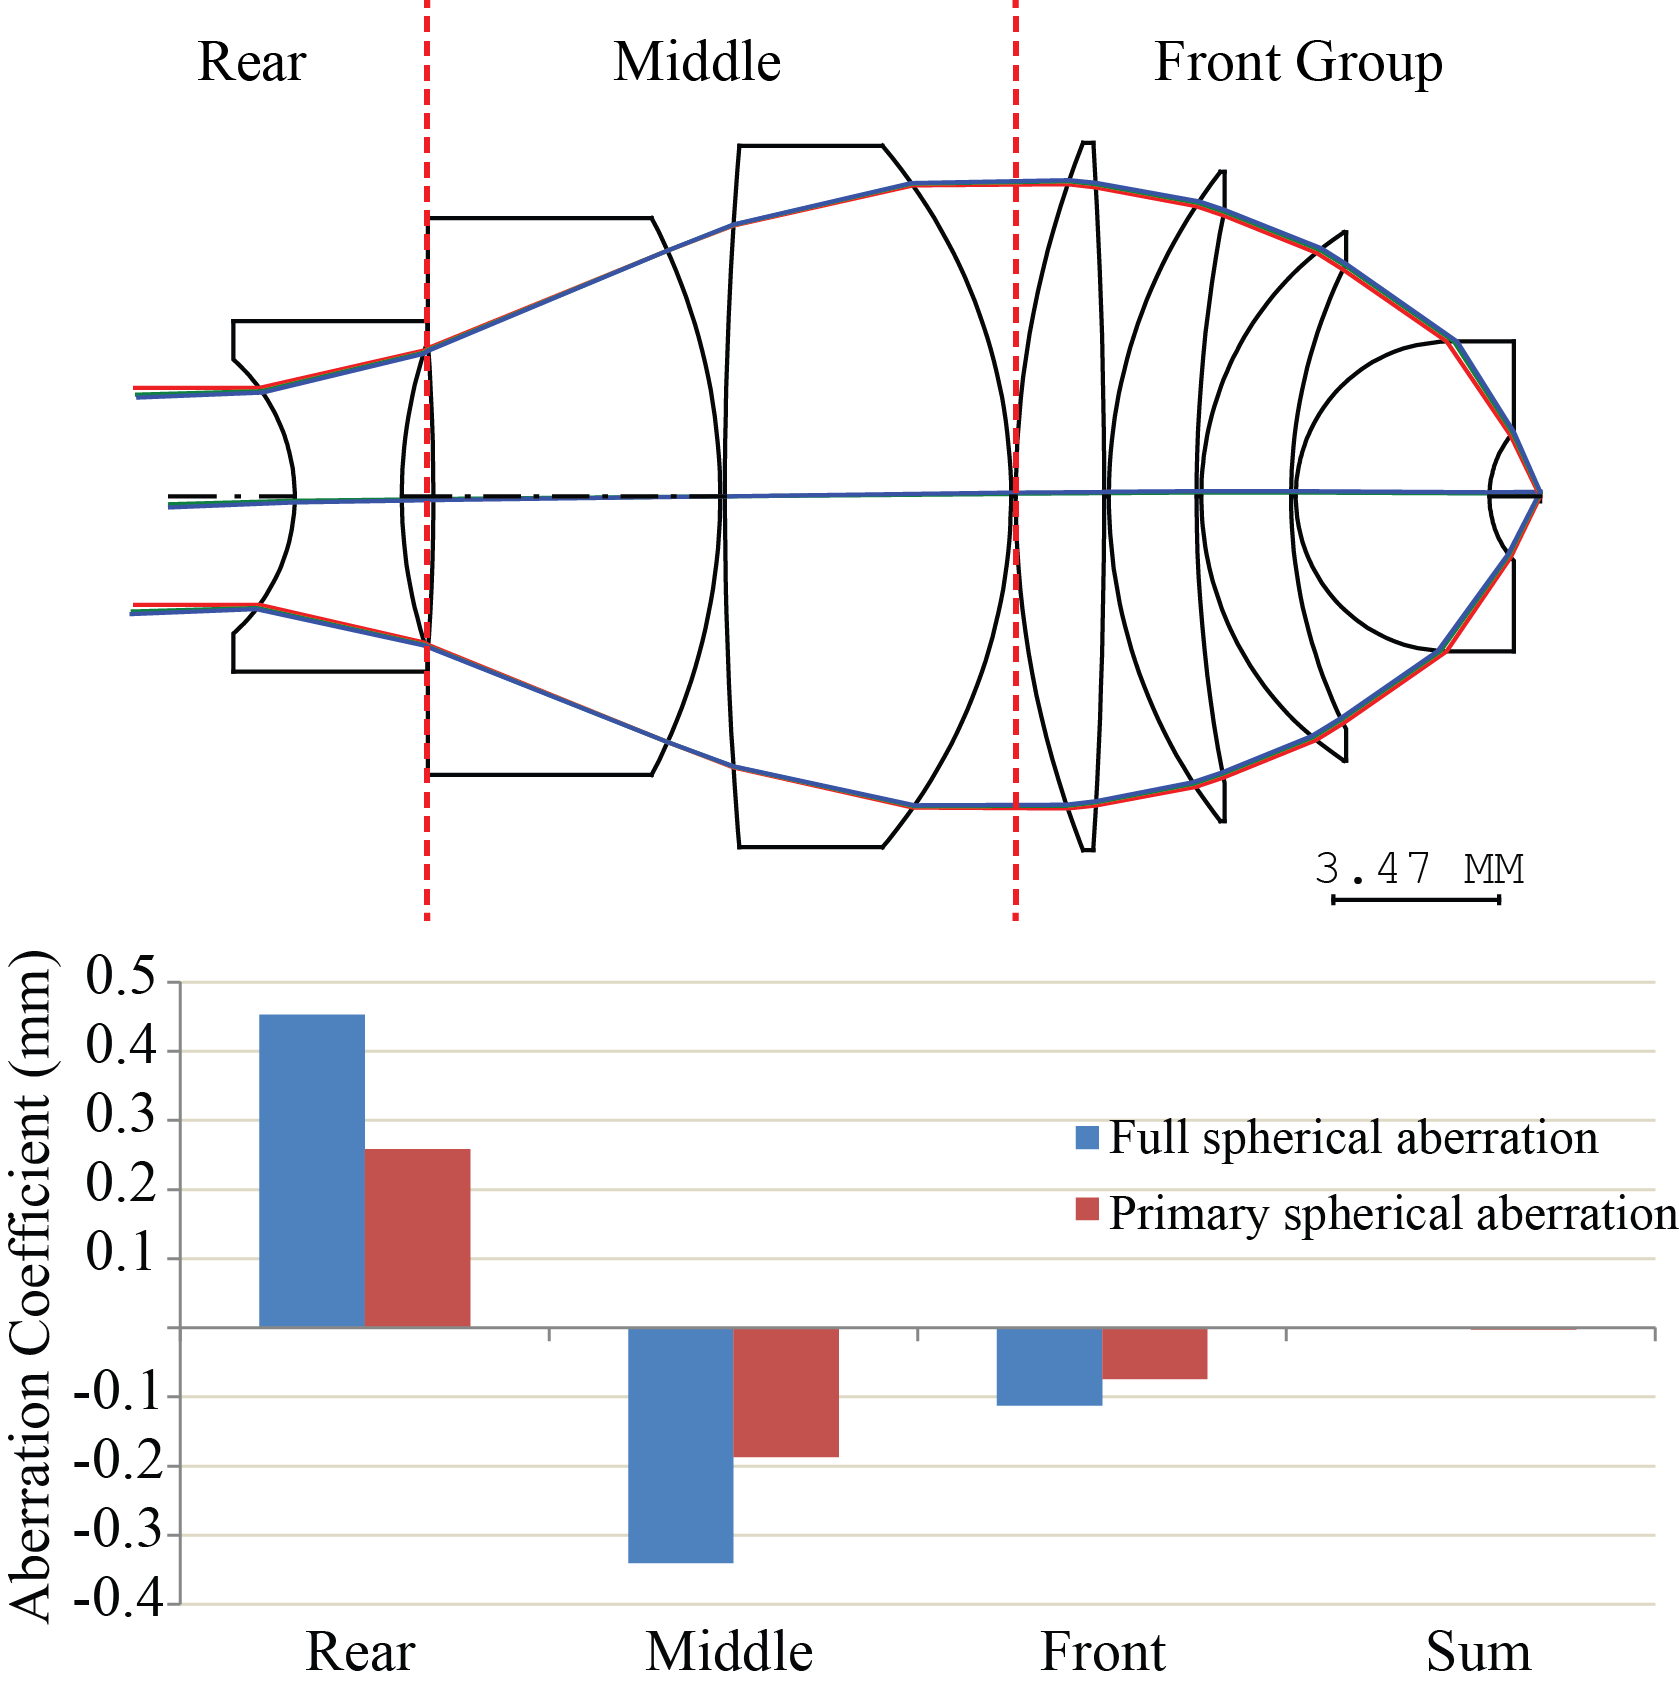 Rear Middle Front Group
3.47 MM
Aberration Coefficient (mm)
0.5
0.4
0.3
0.2
0.1
-0.1
-0.2
-0.3
-0.4
Full spherical aberration
Primary spherical aberration
Rear Middle Front Sum